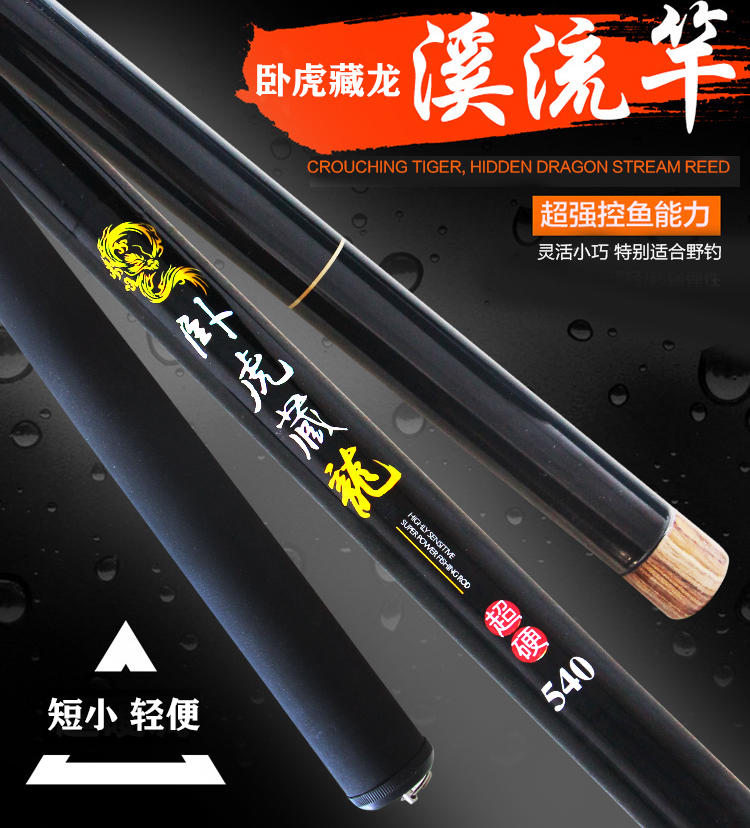 卧虎藏龙 溪流竿
CROUCHING TIGER, HIDDEN DRAGON STREAM REED
超强控鱼能力
灵活小巧 特别适合野钓
卧虎藏龍
HIGHLY SENSITIVE
SUPER POWER FISHING ROD
超硬
540
短小 轻便